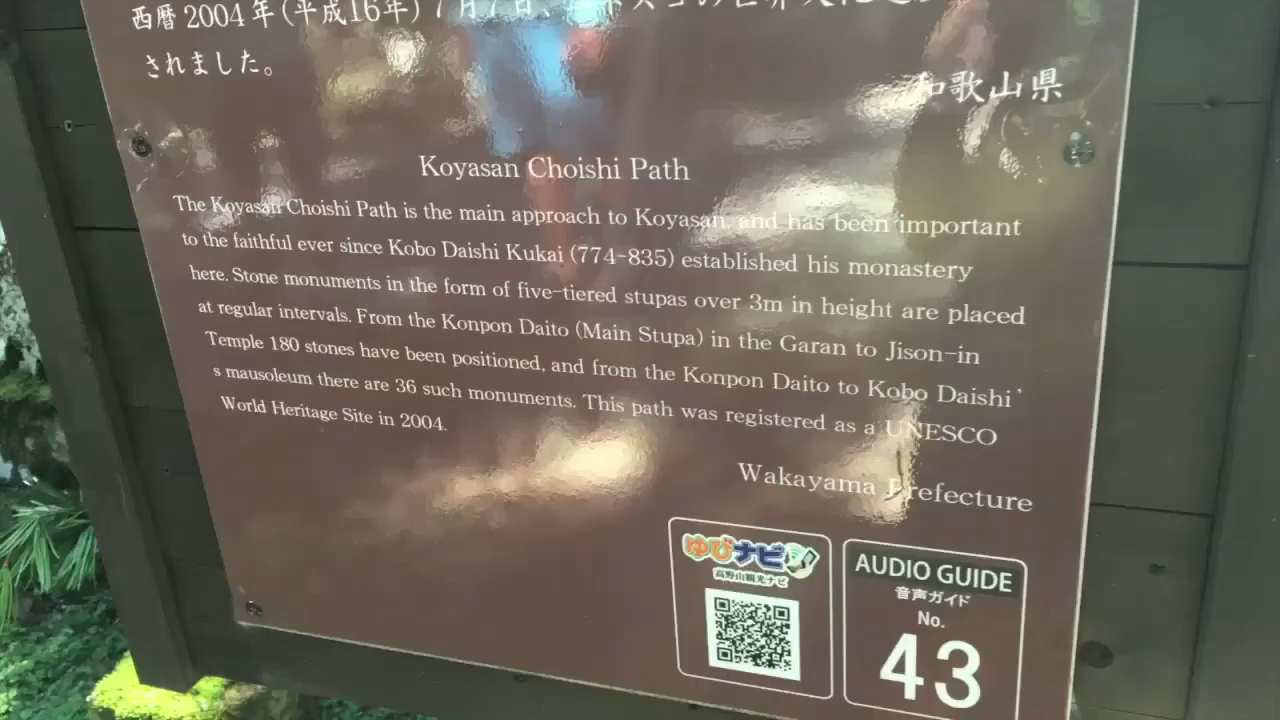 西暦2004年(平成16年)7月7日、
されました。
和歌山県
Koyasan Choishi Path
The Koyasan Choishi Path is the main approach to Koyasan, and has been important
to the faithful ever since Kobo Daishi Kukai (774-835) established his monastery
here. Stone monuments in the form of five-tiered stupas over 3m in height are placed
at regular intervals. From the Konpon Daito (Main Stupa) in the Garan to Jison-in
Temple 180 stones have been positioned, and from the Konpon Daito to Kobo Daishi'
s mausoleum there are 36 such monuments. This path was registered as a UNESCO
World Heritage Site in 2004.
Wakayama Prefecture
ゆびナビ
高野山観光ナビ
AUDIO GUIDE
音声ガイド
No.
43